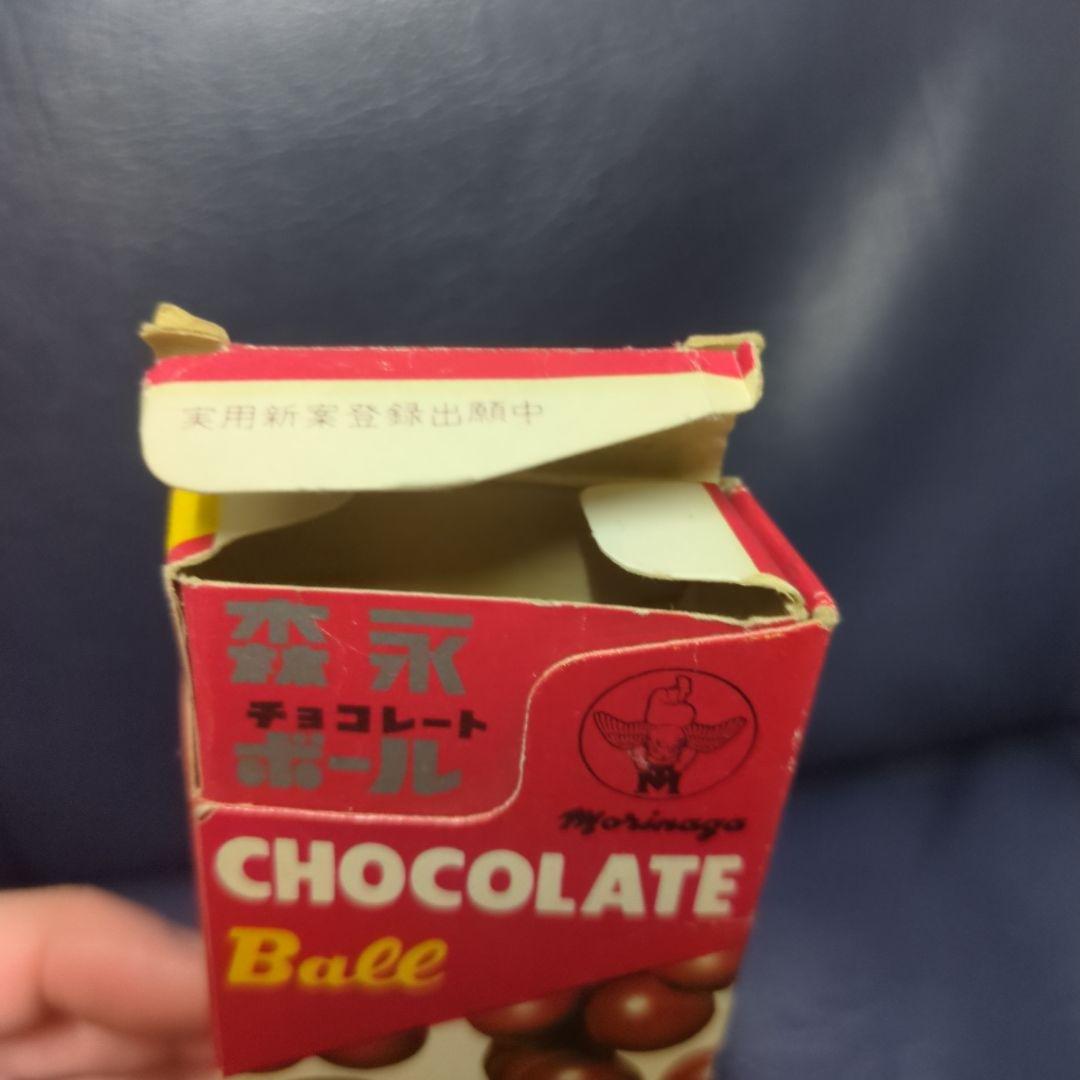 実用新案登録出願中
森永
チョコレート
ボール
M
Morinaga
CHOCOLATE
Ball